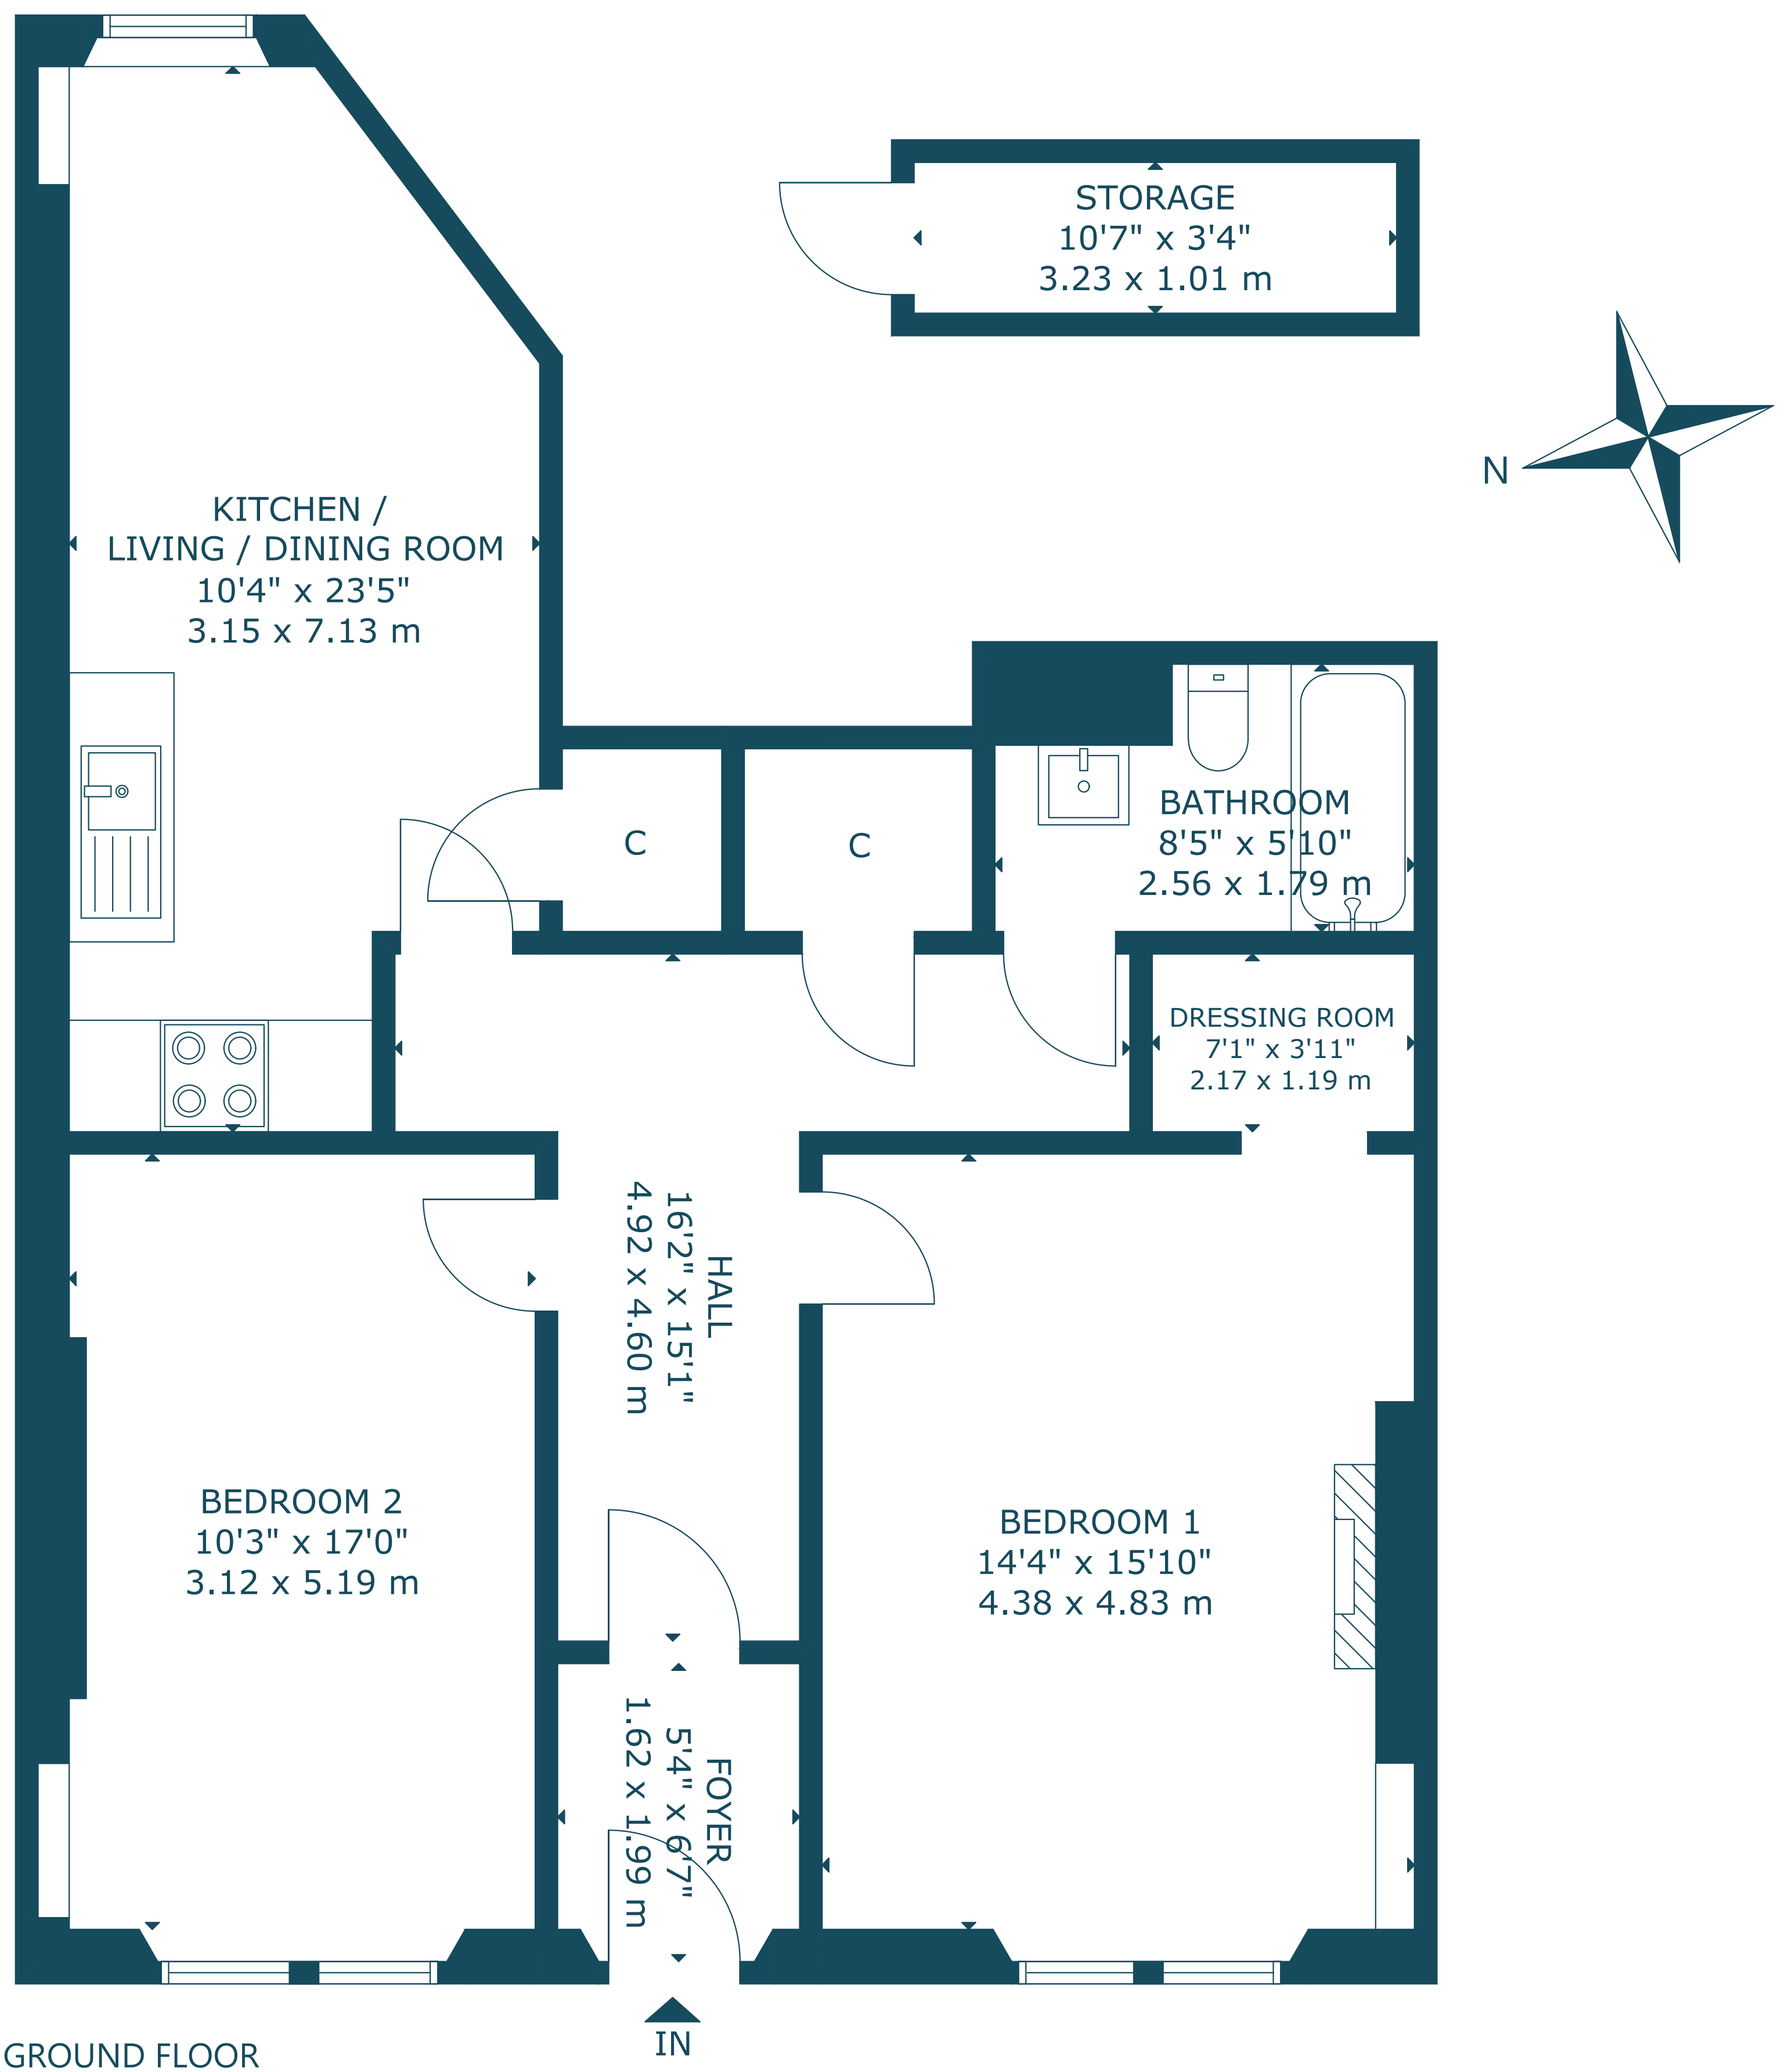 STORAGE
10'7" x 3'4"
3.23 x 1.01 m
N
KITCHEN /
LIVING / DINING ROOM
10'4" x 23'5"
3.15 x 7.13 m
C
C
BATHROOM
8'5" x 5'10"
2.56 x 1.79 m
DRESSING ROOM
7'1" x 3'11"
2.17 x 1.19 m
HALL
16'2" x 15'1"
4.92 x 4.60 m
BEDROOM 2
10'3" x 17'0"
3.12 x 5.19 m
BEDROOM 1
14'4" x 15'10"
4.38 x 4.83 m
FOYER
5'4" x 6'7"
1.62 x 1.99 m
IN
GROUND FLOOR